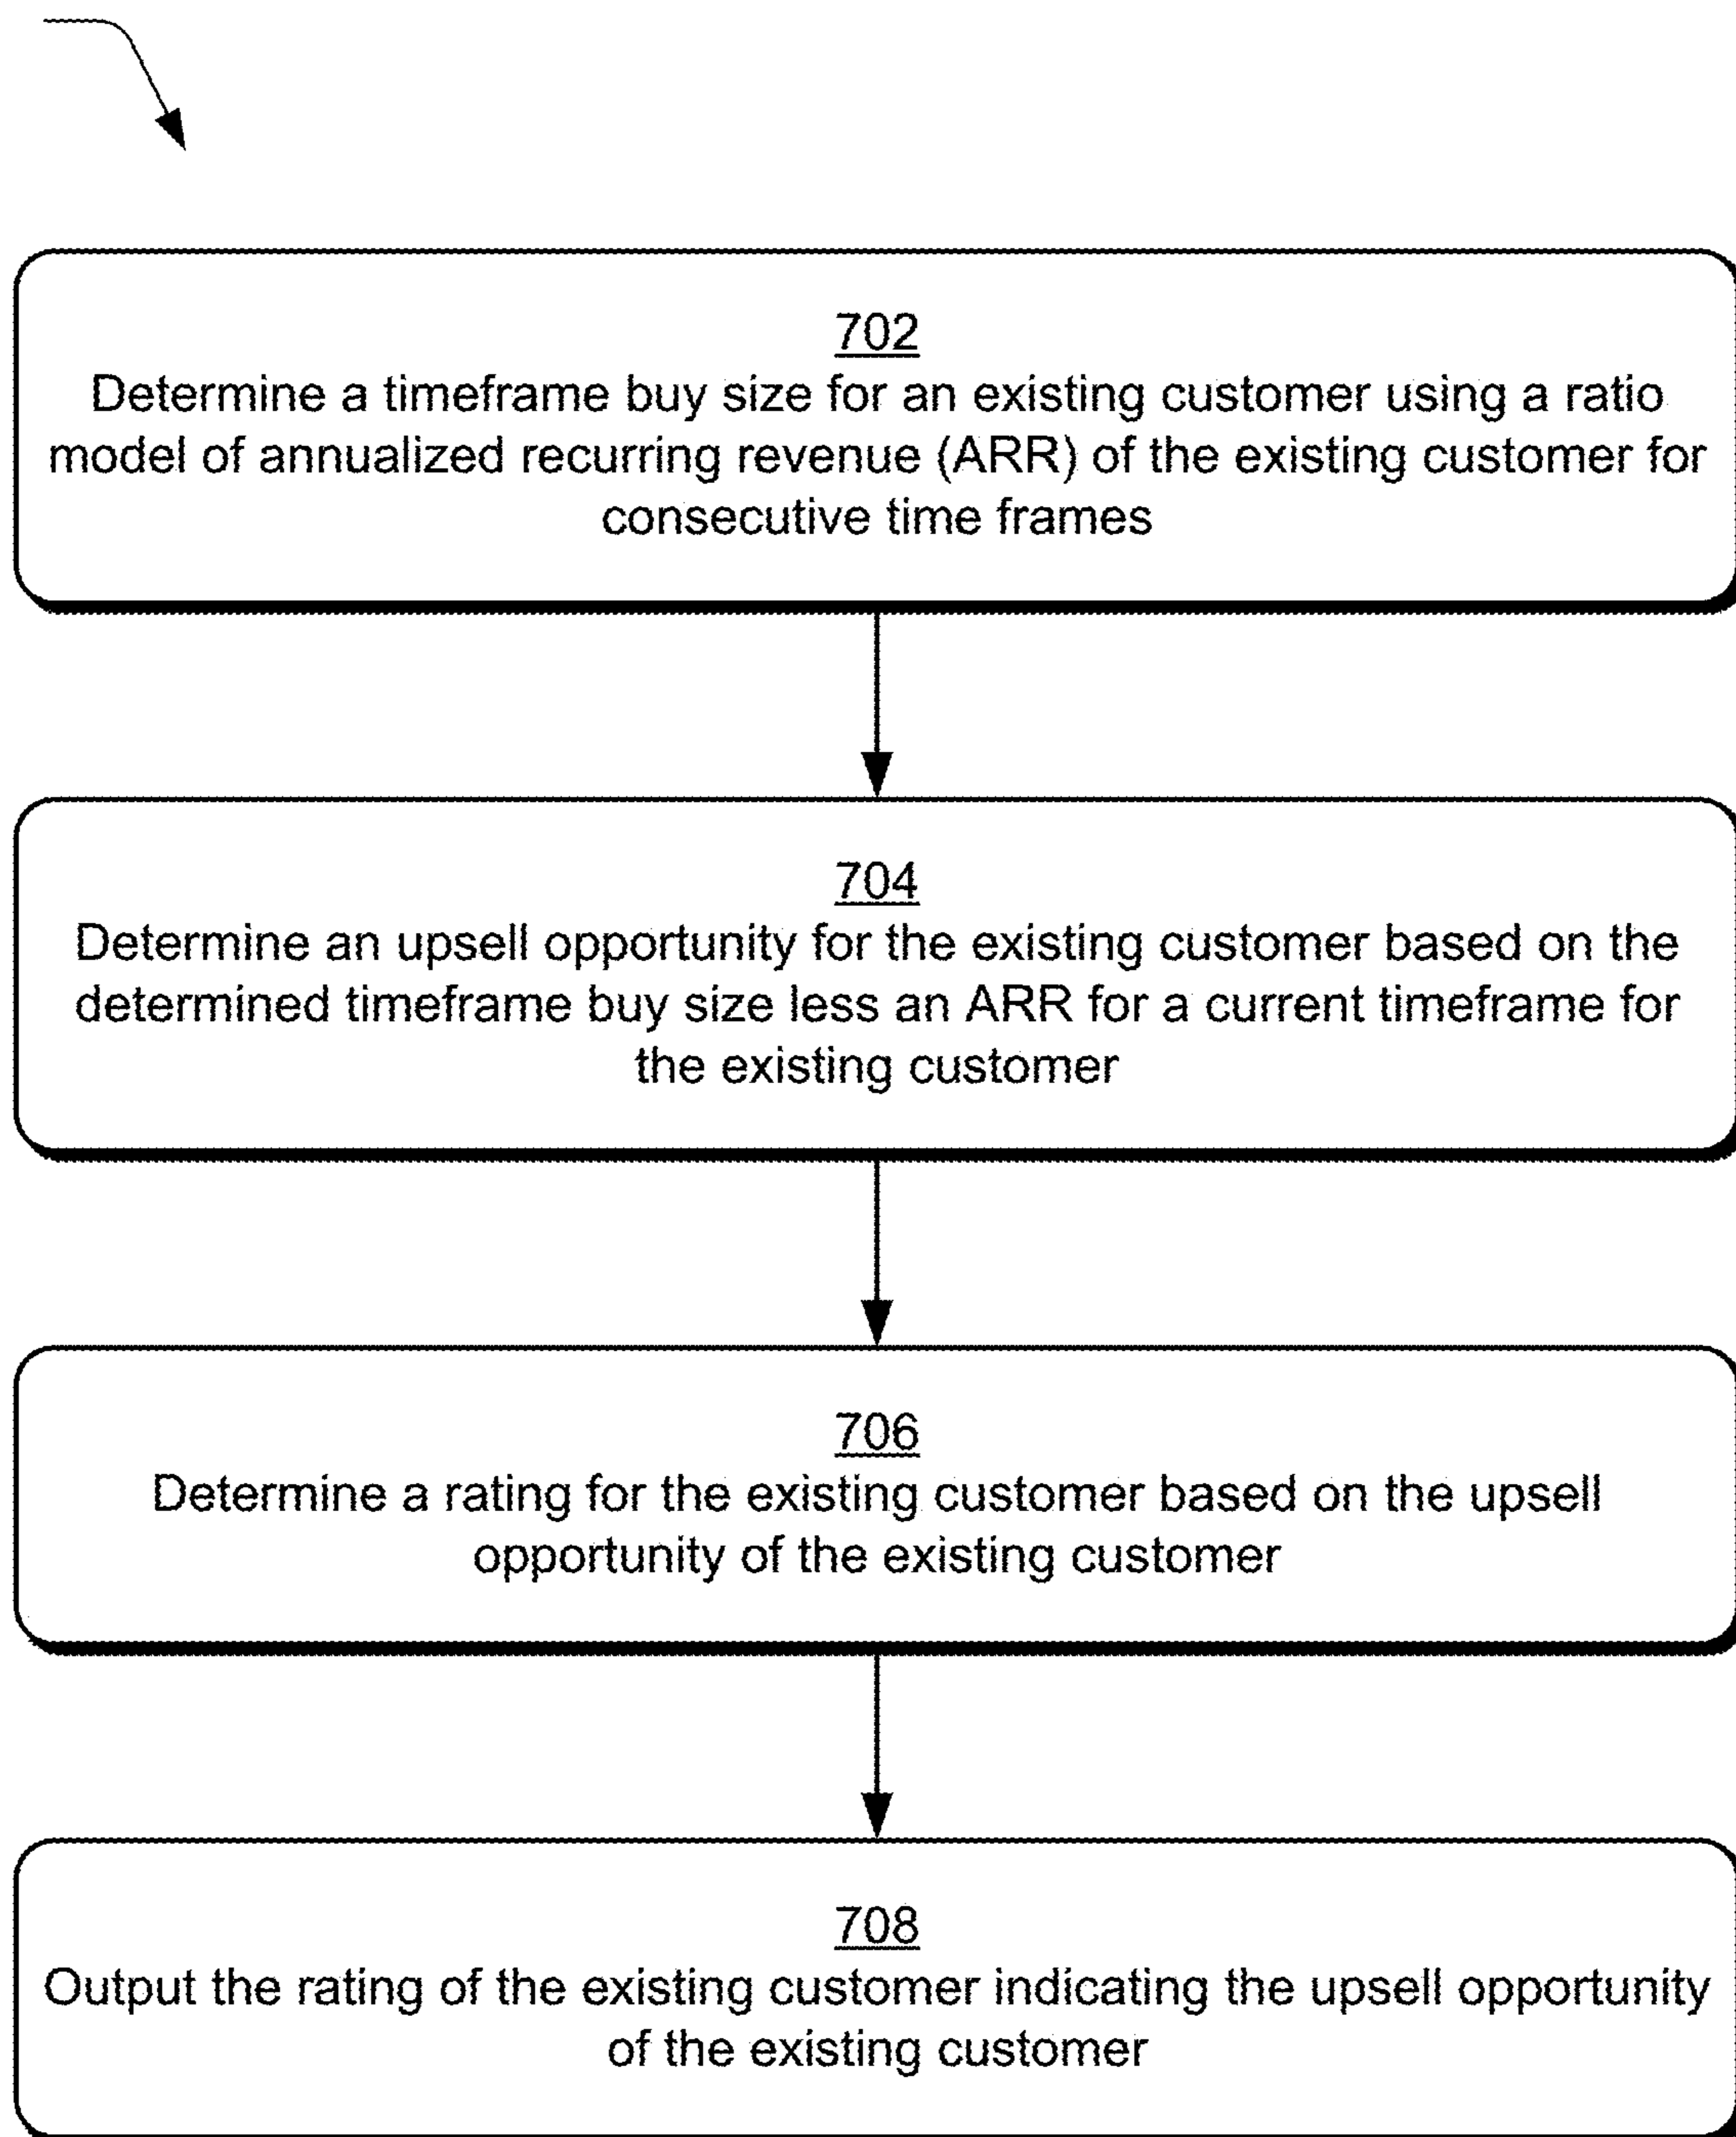 702
Determine a timeframe buy size for an existing customer using a ratio
model of annualized recurring revenue (ARR) of the existing customer for
consecutive time frames
704
Determine an upsell opportunity for the existing customer based on the
determined timeframe buy size less an ARR for a current timeframe for
the existing customer
706
Determine a rating for the existing customer based on the upsell
opportunity of the existing customer
708
Output the rating of the existing customer indicating the upsell opportunity
of the existing customer